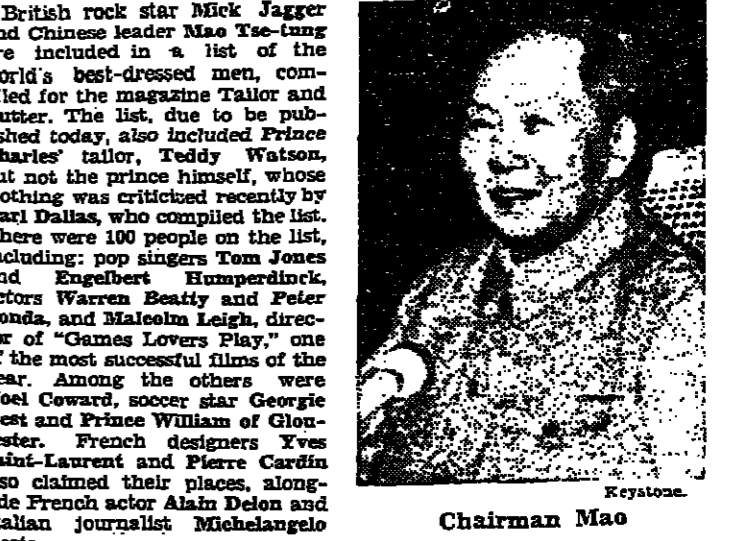 British rock star Mick Jagger
nd Chinese leader Mao Tse-tung
re included in a list of the
orld's best-dressed men, com-
led for the magazine Tailor and
utter. The list, due to be pub-
shed today, also included Prince
harles' tailor, Teddy Watson,
ut not the prince himself, whose
othing was criticized recently by
arl Dallas, who compiled the list.
here were 100 people on the list,
cluding: pop singers Tom Jones
nd Engelbert Humperdinck,
ctors Warren Beatty and Peter
onda, and Malcolm Leigh, direc-
or of "Games Lovers Play," one
f the most successful films of the
ear. Among the others were
oel Coward, soccer star Georgie
est and Prince William of Glou-
ster. French designers Yves
aint-Laurent and Pierre Cardin
so claimed their places, along-
de French actor Alain Delon and
talian journalist Michelangelo
Keystone.
Chairman Mao